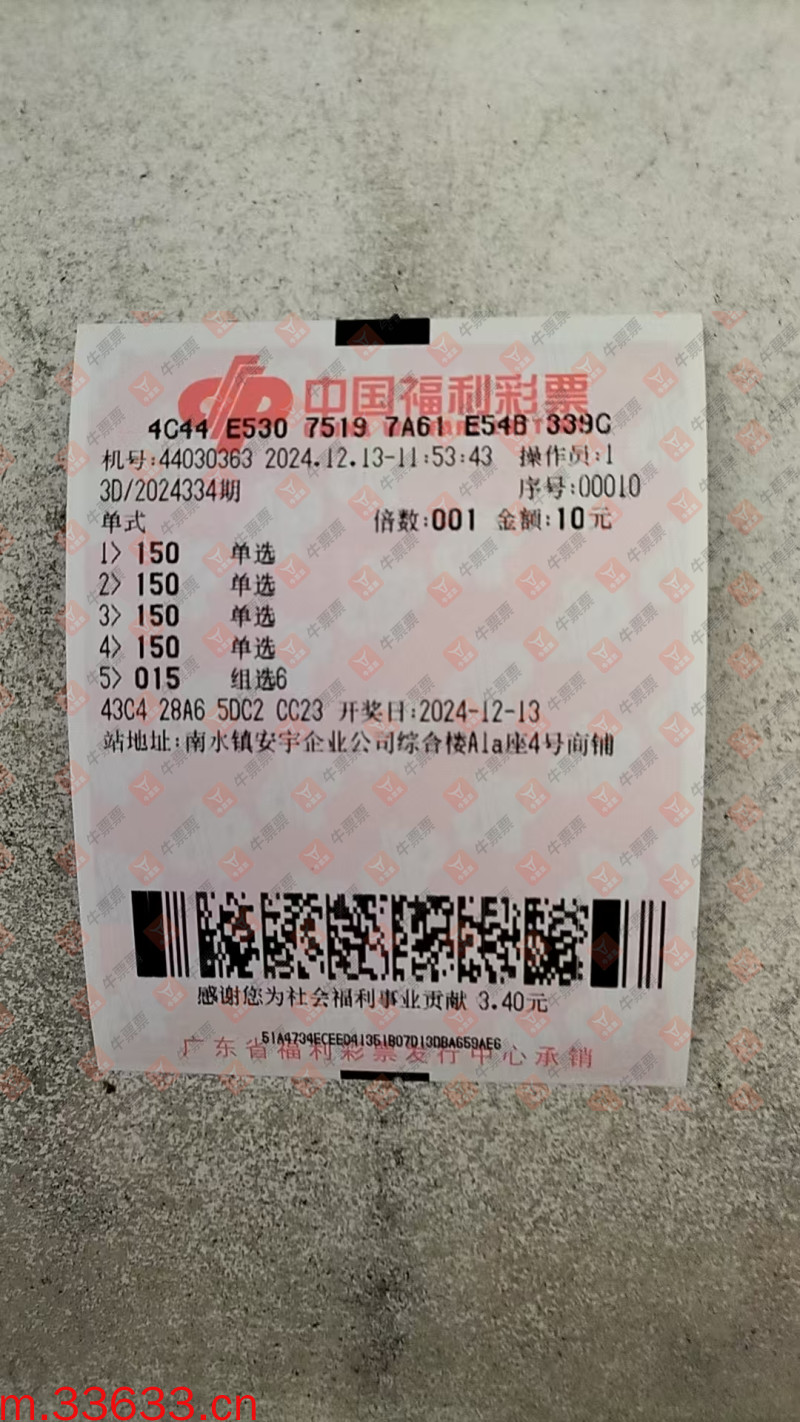 中国福利彩票
4C44 E530 7519 7A61 E54B 339C
机号:44030363 2024.12.13-11:53:43 操作员:1
3D/2024334期 序号:00010
单式 倍数:001 金额:10元
1> 150 单选
2> 150 单选
3> 150 单选
4> 150 单选
5> 015 组选6
43C4 28A6 5DC2 CC23 开奖日:2024-12-13
站地址:南水镇安宇企业公司综合楼A1a座4号商铺
感谢您为社会福利事业贡献 3.40元
51A4734ECEED41351B07D13DBA659AE6
广东省福利彩票发行中心承销
牛票票
m.33633.cn